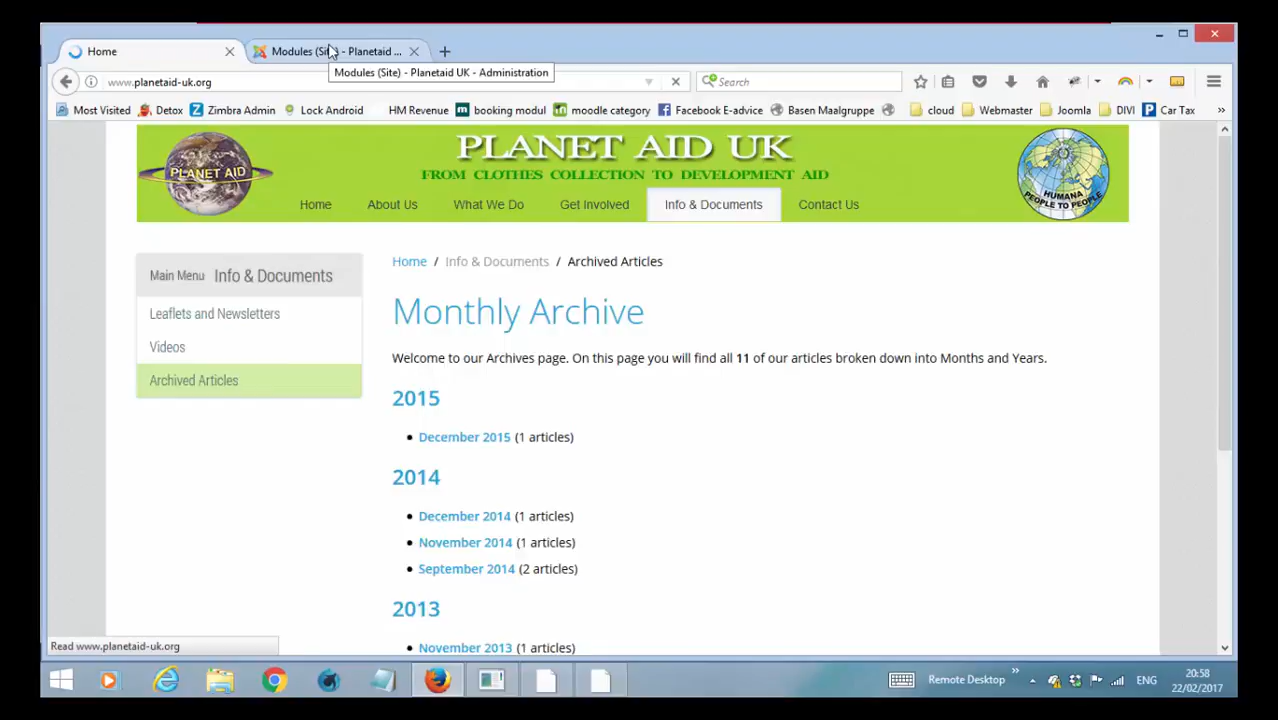 Home
Modules (Site) - Planetaid ...
www.planetaid-uk.org
Modules (Site) - Planetaid UK - Administration
Search
Most Visited Detox Zimbra Admin Lock Android HM Revenue booking modul moodle category Facebook E-advice Basen Maalgruppe cloud Webmaster Joomla DIVI Car Tax
PLANET AID
PLANET AID UK
FROM CLOTHES COLLECTION TO DEVELOPMENT AID
HUMANA
PEOPLE TO PEOPLE
Home About Us What We Do Get Involved Info & Documents Contact Us
Main Menu Info & Documents
Leaflets and Newsletters
Videos
Archived Articles
Home / Info & Documents / Archived Articles
Monthly Archive
Welcome to our Archives page. On this page you will find all 11 of our articles broken down into Months and Years.
2015
December 2015 (1 articles)
2014
December 2014 (1 articles)
November 2014 (1 articles)
September 2014 (2 articles)
2013
November 2013 (1 articles)
Read www.planetaid-uk.org
Remote Desktop
ENG
20:58
22/02/2017